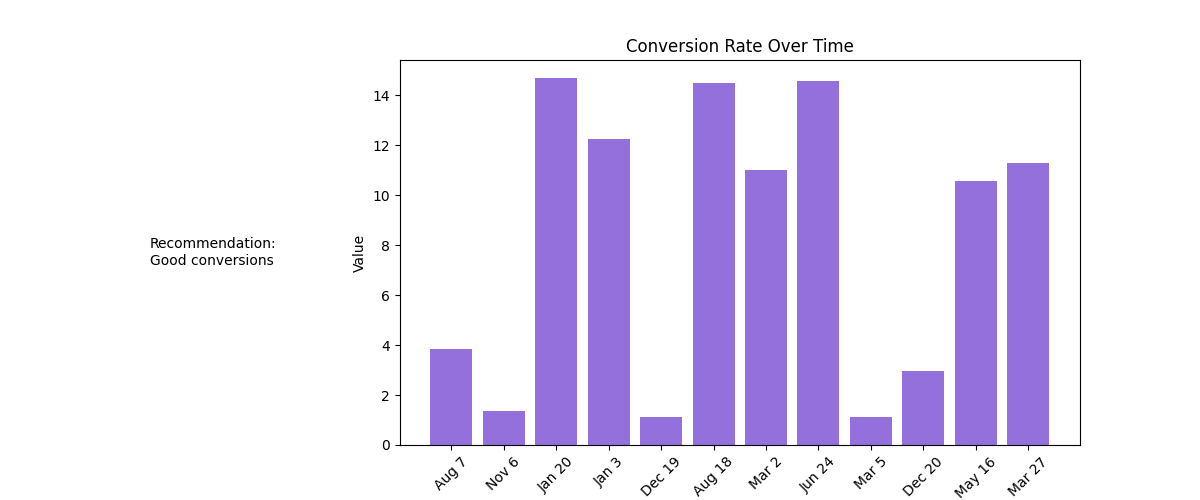 Conversion Rate Over Time
Recommendation:
Good conversions
Value
14
12
10
8
6
4
2
0
Aug 7
Nov 6
Jan 20
Jan 3
Dec 19
Aug 18
Mar 2
Jun 24
Mar 5
Dec 20
May 16
Mar 27